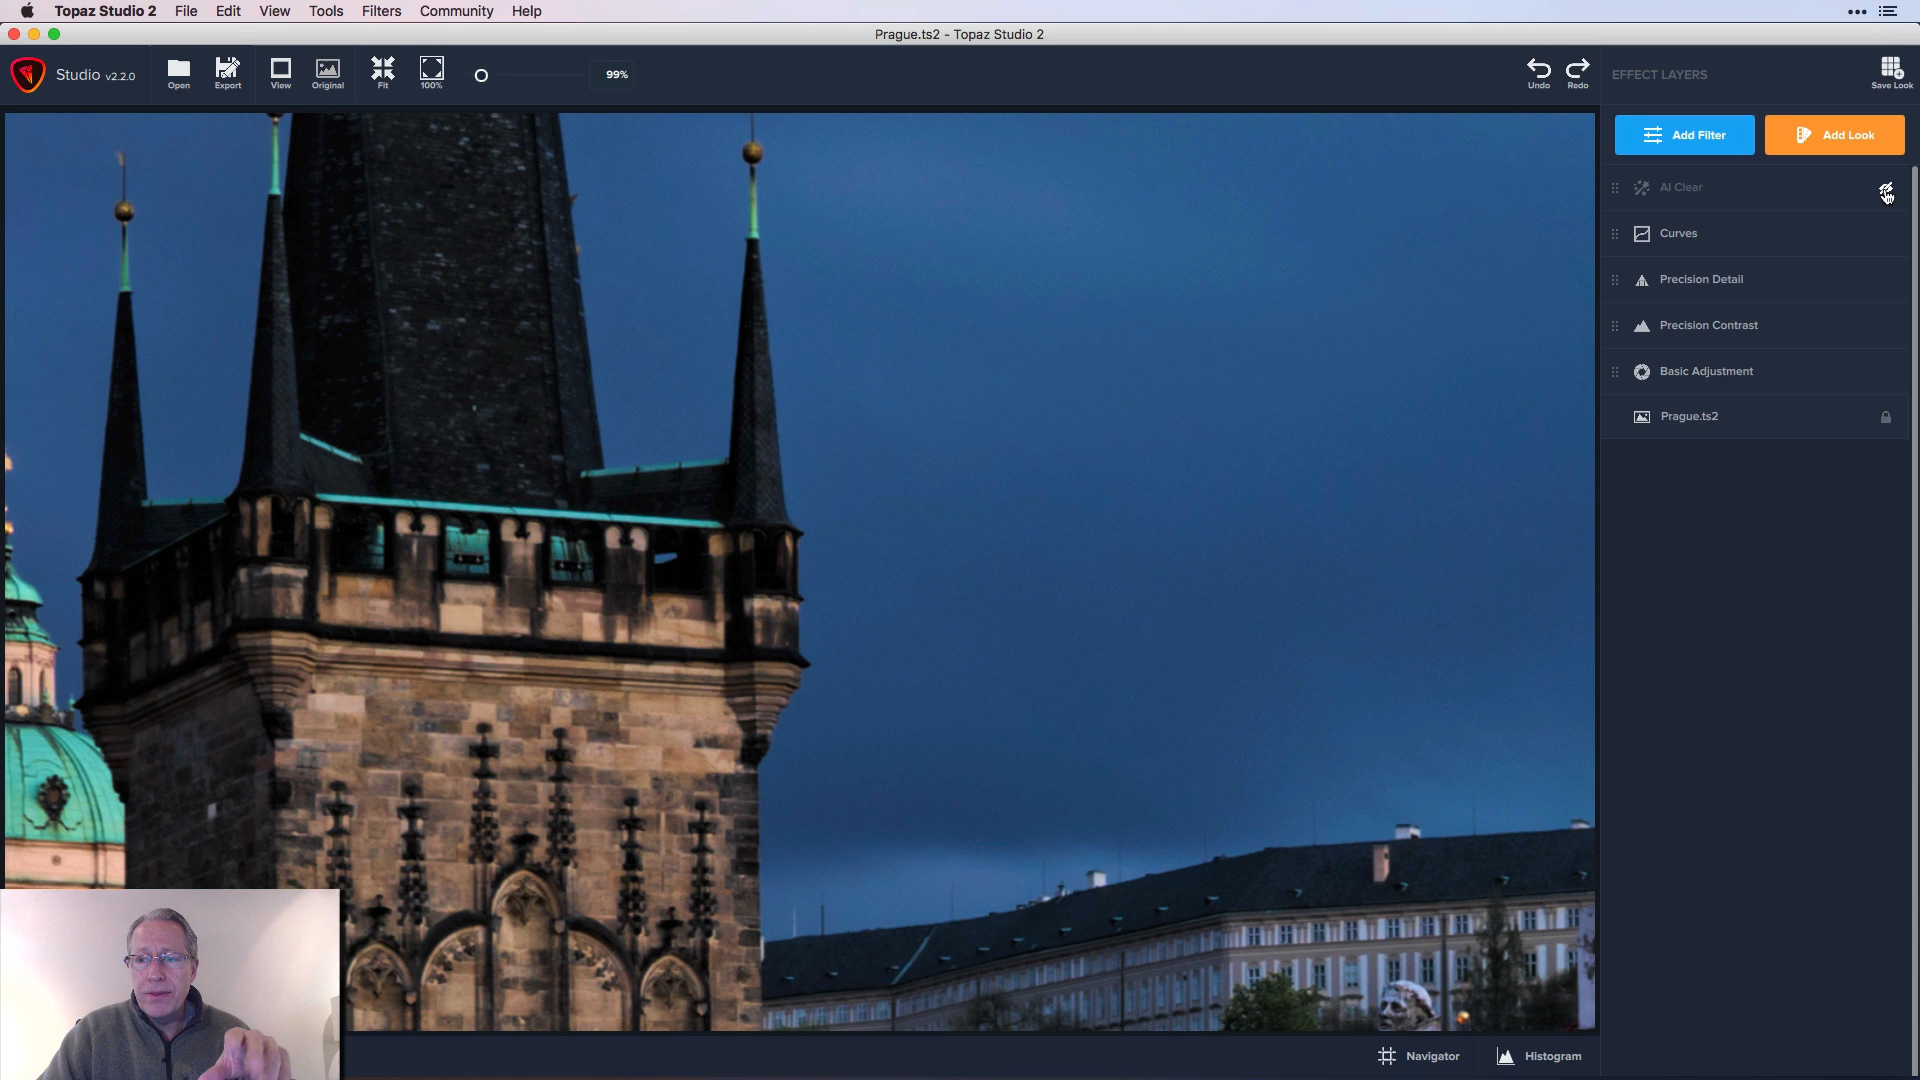 Topaz Studio 2 File Edit View Tools Filters Community Help
Prague.ts2 - Topaz Studio 2
Studio v2.2.0
Open
Export
View
Original
Fit
100%
99%
Undo
Redo
EFFECT LAYERS
Save Look
Add Filter
Add Look
AI Clear
Curves
Precision Detail
Precision Contrast
Basic Adjustment
Prague.ts2
Navigator
Histogram